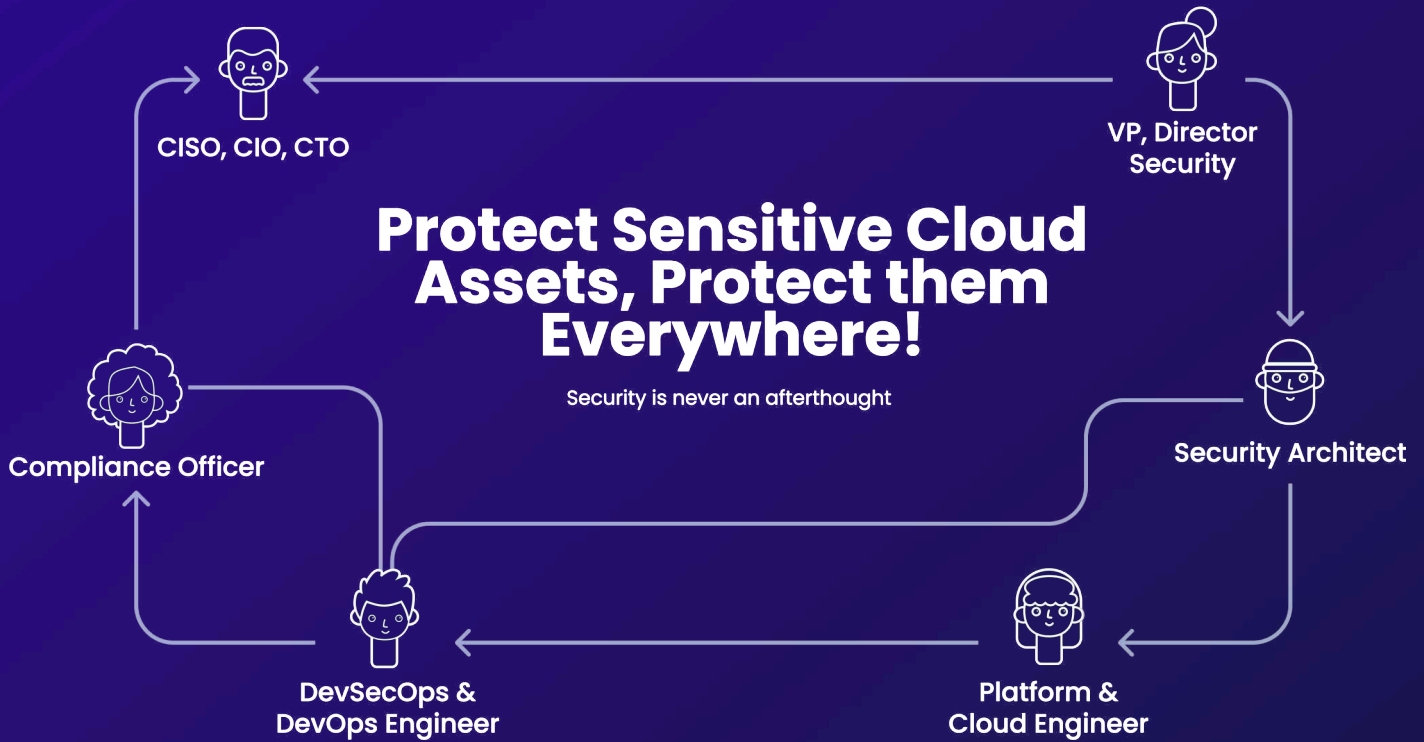 CISO, CIO, CTO
VP, Director
Security
Protect Sensitive Cloud
Assets, Protect them
Everywhere!
Security is never an afterthought
Compliance Officer
Security Architect
DevSecOps &
DevOps Engineer
Platform &
Cloud Engineer